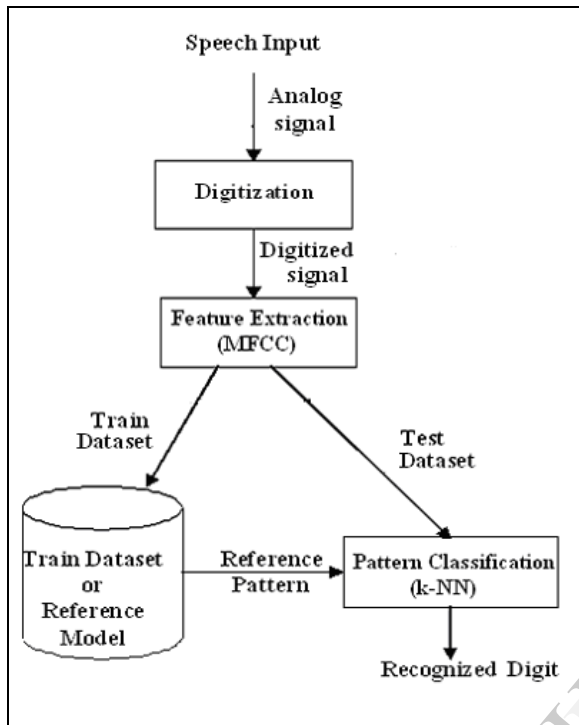 Speech Input
Analog
signal
Digitization
Digitized
signal
Feature Extraction
(MFCC)
Train
Dataset
Test
Dataset
Train Dataset
or
Reference
Model
Reference
Pattern
Pattern Classification
(k-NN)
Recognized Digit